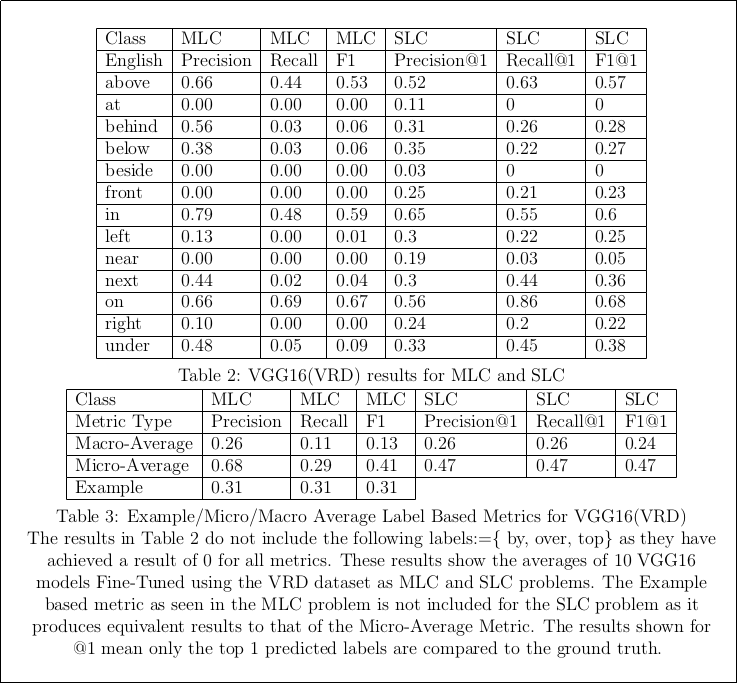 Class MLC MLC MLC SLC SLC SLC
English Precision Recall F1 Precision@1 Recall@1 F1@1
above 0.66 0.44 0.53 0.52 0.63 0.57
at 0.00 0.00 0.00 0.11 0 0
behind 0.56 0.03 0.06 0.31 0.26 0.28
below 0.38 0.03 0.06 0.35 0.22 0.27
beside 0.00 0.00 0.00 0.03 0 0
front 0.00 0.00 0.00 0.25 0.21 0.23
in 0.79 0.48 0.59 0.65 0.55 0.6
left 0.13 0.00 0.01 0.3 0.22 0.25
near 0.00 0.00 0.00 0.19 0.03 0.05
next 0.44 0.02 0.04 0.3 0.44 0.36
on 0.66 0.69 0.67 0.56 0.86 0.68
right 0.10 0.00 0.00 0.24 0.2 0.22
under 0.48 0.05 0.09 0.33 0.45 0.38
Table 2: VGG16(VRD) results for MLC and SLC
Class MLC MLC MLC SLC SLC SLC
Metric Type Precision Recall F1 Precision@1 Recall@1 F1@1
Macro-Average 0.26 0.11 0.13 0.26 0.26 0.24
Micro-Average 0.68 0.29 0.41 0.47 0.47 0.47
Example 0.31 0.31 0.31
Table 3: Example/Micro/Macro Average Label Based Metrics for VGG16(VRD)
The results in Table 2 do not include the following labels:={ by, over, top} as they have
achieved a result of 0 for all metrics. These results show the averages of 10 VGG16
models Fine-Tuned using the VRD dataset as MLC and SLC problems. The Example
based metric as seen in the MLC problem is not included for the SLC problem as it
produces equivalent results to that of the Micro-Average Metric. The results shown for
@1 mean only the top 1 predicted labels are compared to the ground truth.